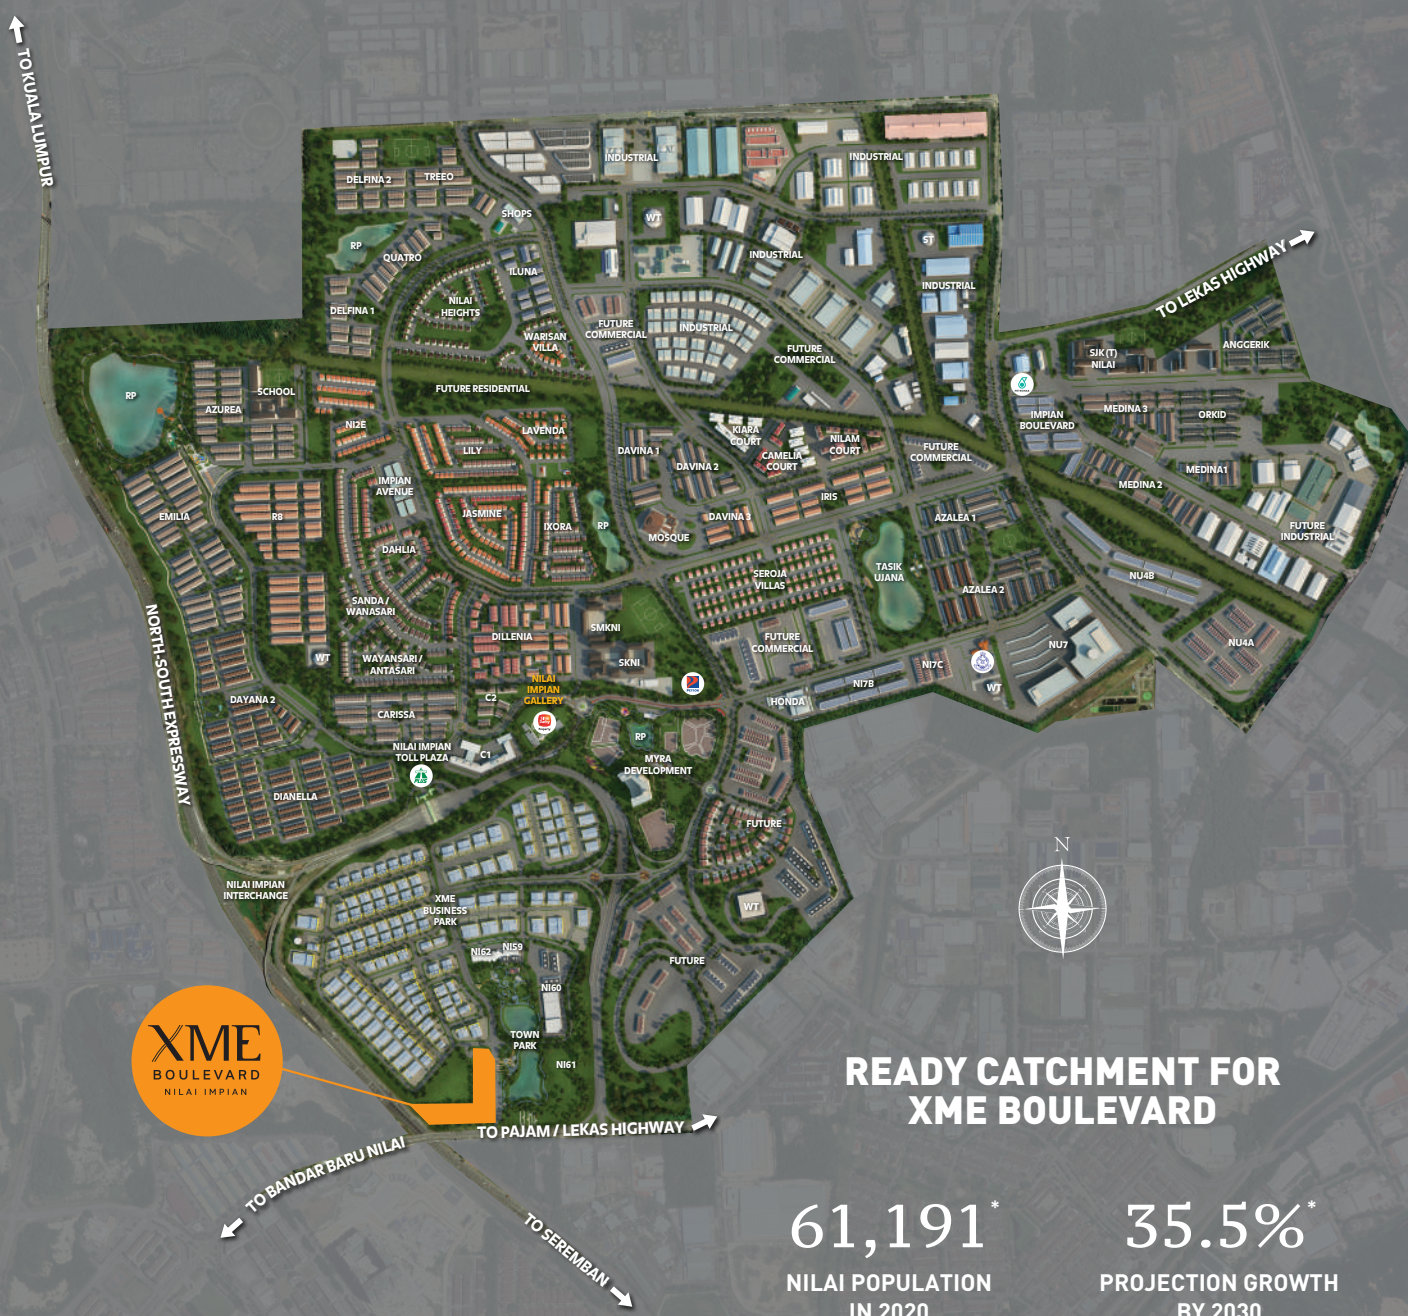 TO KUALA LUMPUR
DELFINA 2
TREEO
INDUSTRIAL
INDUSTRIAL
SHOPS
WT
RP
QUATRO
ST
INDUSTRIAL
TO LEKAS HIGHWAY
ILUNA
INDUSTRIAL
DELFINA 1
NILAI
HEIGHTS
WARISAN
VILLA
FUTURE
COMMERCIAL
INDUSTRIAL
FUTURE
COMMERCIAL
SJK (T)
NILAI
ANGGERIK
RP
AZUREA
SCHOOL
FUTURE RESIDENTIAL
NI2E
LILY
LAVENDA
DAVINA 1
DAVINA 2
KIARA
COURT
CAMELIA
COURT
NILAM
COURT
FUTURE
COMMERCIAL
IMPIAN
BOULEVARD
MEDINA 3
ORKID
MEDINA1
MEDINA 2
IMPIAN
AVENUE
EMILIA
R8
JASMINE
IXORA
RP
MOSQUE
DAVINA 3
IRIS
AZALEA 1
FUTURE
INDUSTRIAL
DAHLIA
SEROJA
VILLAS
TASIK
UJANA
AZALEA 2
NU4B
SANDA /
WANASARI
DILLENIA
SMKNI
SKNI
FUTURE
COMMERCIAL
NI7C
NU7
NU4A
WT
WAYANSARI /
ANTASARI
NILAI
IMPIAN
GALLERY
NI7B
WT
HONDA
NORTH-SOUTH EXPRESSWAY
DAYANA 2
CARISSA
C2
C1
NILAI IMPIAN
TOLL PLAZA
PLUS
RP
MYRA
DEVELOPMENT
DIANELLA
FUTURE
NILAI IMPIAN
INTERCHANGE
XME
BUSINESS
PARK
WT
N
NI62
NI59
NI60
FUTURE
TOWN
PARK
NI61
XME
BOULEVARD
NILAI IMPIAN
TO PAJAM / LEKAS HIGHWAY
TO BANDAR BARU NILAI
TO SEREMBAN
READY CATCHMENT FOR
XME BOULEVARD
61,191*
NILAI POPULATION
IN 2020
35.5%*
PROJECTION GROWTH
BY 2030